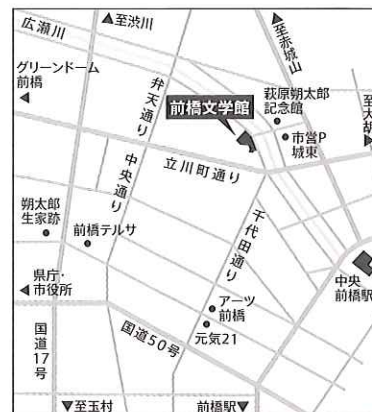 ▲至渋川
広瀬川
▲至赤城山
グリーンドーム
前橋
◀
弁天通り
萩原朔太郎
記念館
前橋文学館
至大胡
▶
市営P
城東
中央通り
立川町通り
朔太郎
生家跡
前橋テルサ
千代田通り
中央
前橋駅
県庁・
◀市役所
アーツ
前橋
元気21
国道50号
国道17号
▼至玉村
前橋駅▼